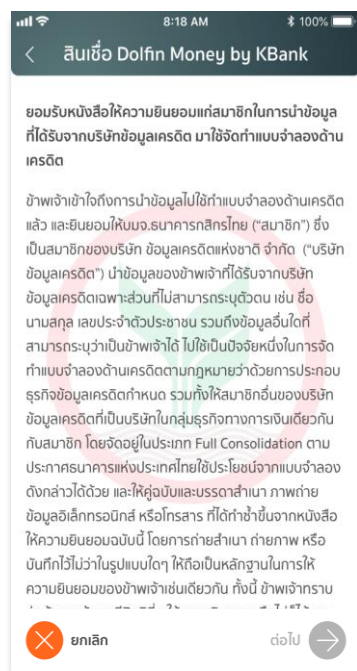 8:18 AM
100%
สินเชื่อ Dolfin Money by KBank
ยอมรับหนังสือให้ความยินยอมแก่สมาชิกในการนำข้อมูล
ที่ได้รับจากบริษัทข้อมูลเครดิต มาใช้จัดทำแบบจำลองด้าน
เครดิต
ข้าพเจ้าเข้าใจถึงการนำข้อมูลไปใช้ทำแบบจำลองด้านเครดิต
แล้ว และยินยอมให้บมจ.ธนาคารกสิกรไทย (“สมาชิก”) ซึ่ง
เป็นสมาชิกของบริษัท ข้อมูลเครดิตแห่งชาติ จำกัด (“บริษัท
ข้อมูลเครดิต”) นำข้อมูลของข้าพเจ้าที่ได้รับจากบริษัท
ข้อมูลเครดิตเฉพาะส่วนที่ไม่สามารถระบุตัวตน เช่น ชื่อ
นามสกุล เลขประจำตัวประชาชน รวมถึงข้อมูลอื่นใดที่
สามารถระบุว่าเป็นข้าพเจ้าได้ ไปใช้เป็นปัจจัยหนึ่งในการจัด
ทำแบบจำลองด้านเครดิตตามกฎหมายว่าด้วยการประกอบ
ธุรกิจข้อมูลเครดิตกำหนด รวมทั้งให้สมาชิกอื่นของบริษัท
ข้อมูลเครดิตที่เป็นบริษัทในกลุ่มธุรกิจทางการเงินเดียวกัน
กับสมาชิก โดยจัดอยู่ในประเภท Full Consolidation ตาม
ประกาศธนาคารแห่งประเทศไทยใช้ประโยชน์จากแบบจำลอง
ดังกล่าวได้ด้วย และให้คู่ฉบับและบรรดาสำเนา ภาพถ่าย
ข้อมูลอิเล็กทรอนิกส์ หรือโทรสาร ที่ได้ทำซ้ำขึ้นจากหนังสือ
ให้ความยินยอมฉบับนี้ โดยการถ่ายสำเนา ถ่ายภาพ หรือ
บันทึกไว้ไม่ว่าในรูปแบบใดๆ ให้ถือเป็นหลักฐานในการให้
ความยินยอมของข้าพเจ้าเช่นเดียวกัน ทั้งนี้ ข้าพเจ้าทราบ
ยกเลิก
ต่อไป